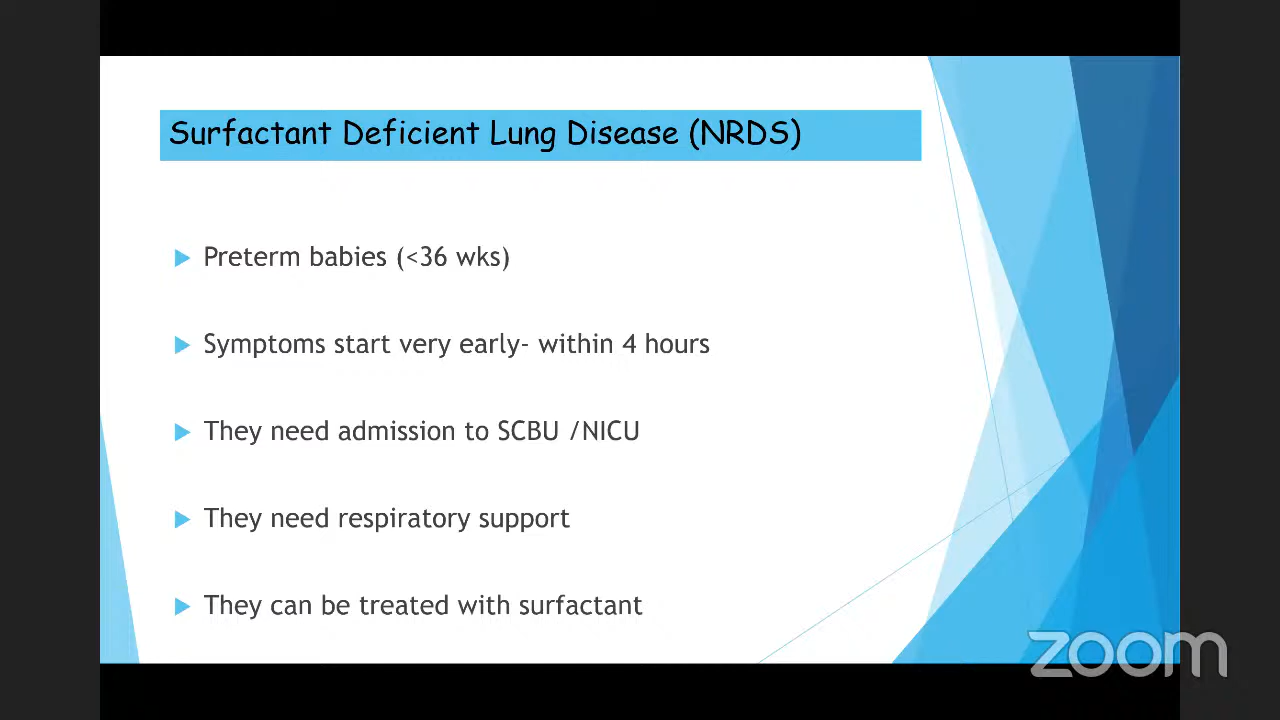 Surfactant Deficient Lung Disease (NRDS)
Preterm babies (<36 wks)
Symptoms start very early- within 4 hours
They need admission to SCBU /NICU
They need respiratory support
They can be treated with surfactant
zoom